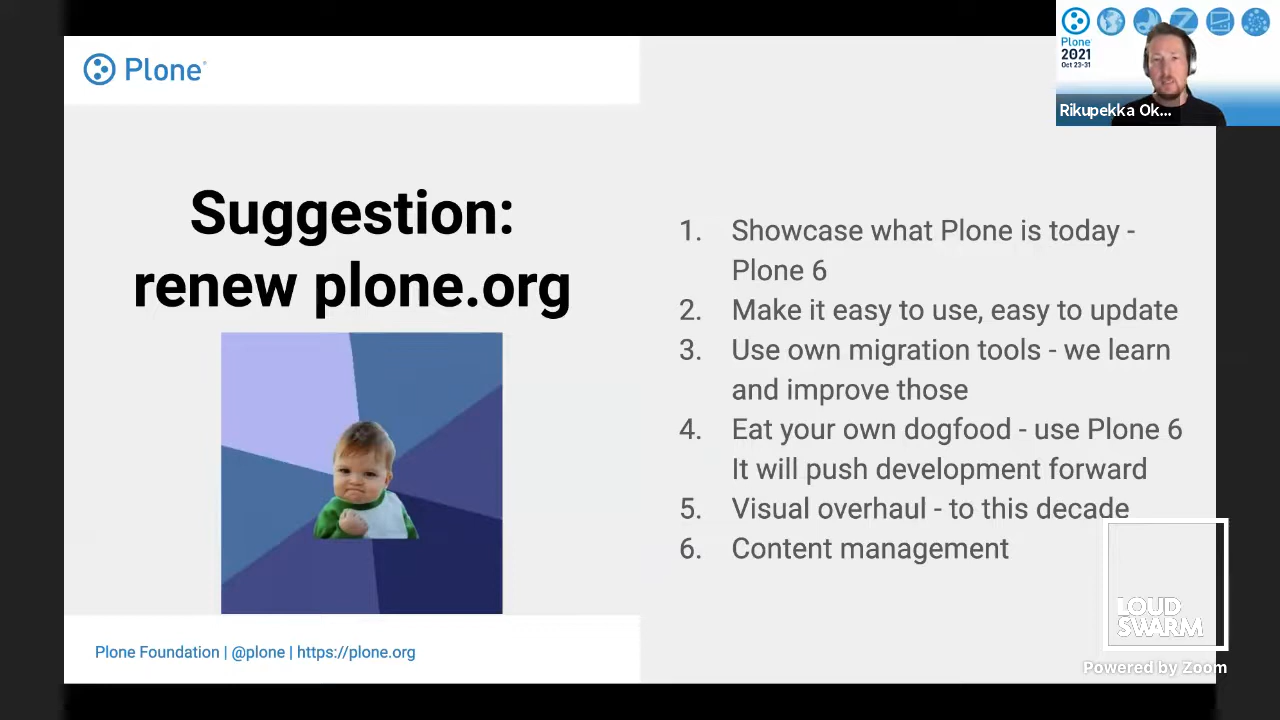 Plone
Plone
2021
Oct 23-31
Rikupekka Ok...
Suggestion:
renew plone.org
1. Showcase what Plone is today -
Plone 6
2. Make it easy to use, easy to update
3. Use own migration tools - we learn
and improve those
4. Eat your own dogfood - use Plone 6
It will push development forward
5. Visual overhaul - to this decade
6. Content management
LOUD
SWARM
Powered by Zoom
Plone Foundation | @plone | https://plone.org